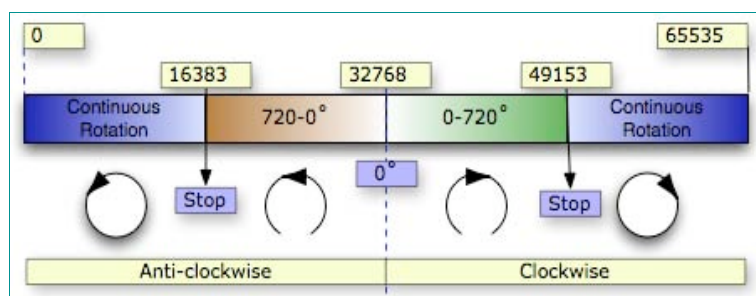 0
65535
16383
32768
49153
Continuous
Rotation
720-0°
0-720°
Continuous
Rotation
0°
Stop
Stop
Anti-clockwise
Clockwise